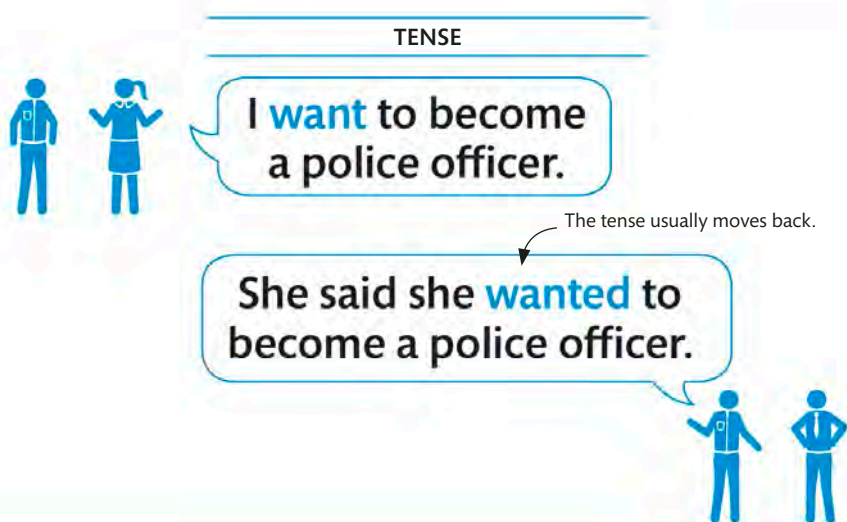 TENSE
I want to become
a police officer.
The tense usually moves back.
She said she wanted to
become a police officer.